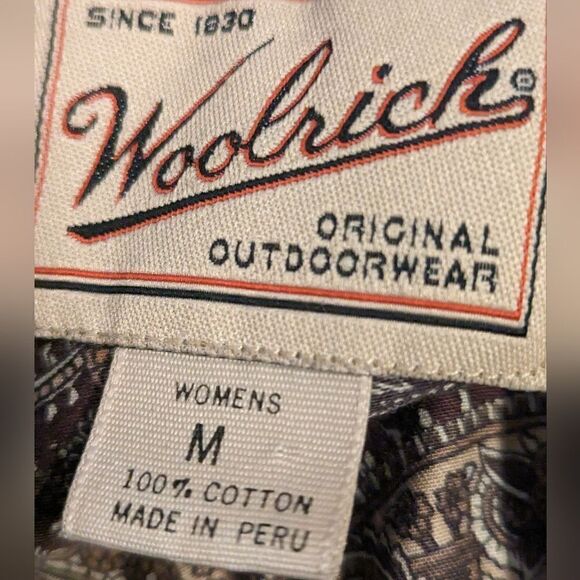 SINCE 1830
Woolrich®
ORIGINAL
OUTDOORWEAR
WOMENS
M
100% COTTON
MADE IN PERU